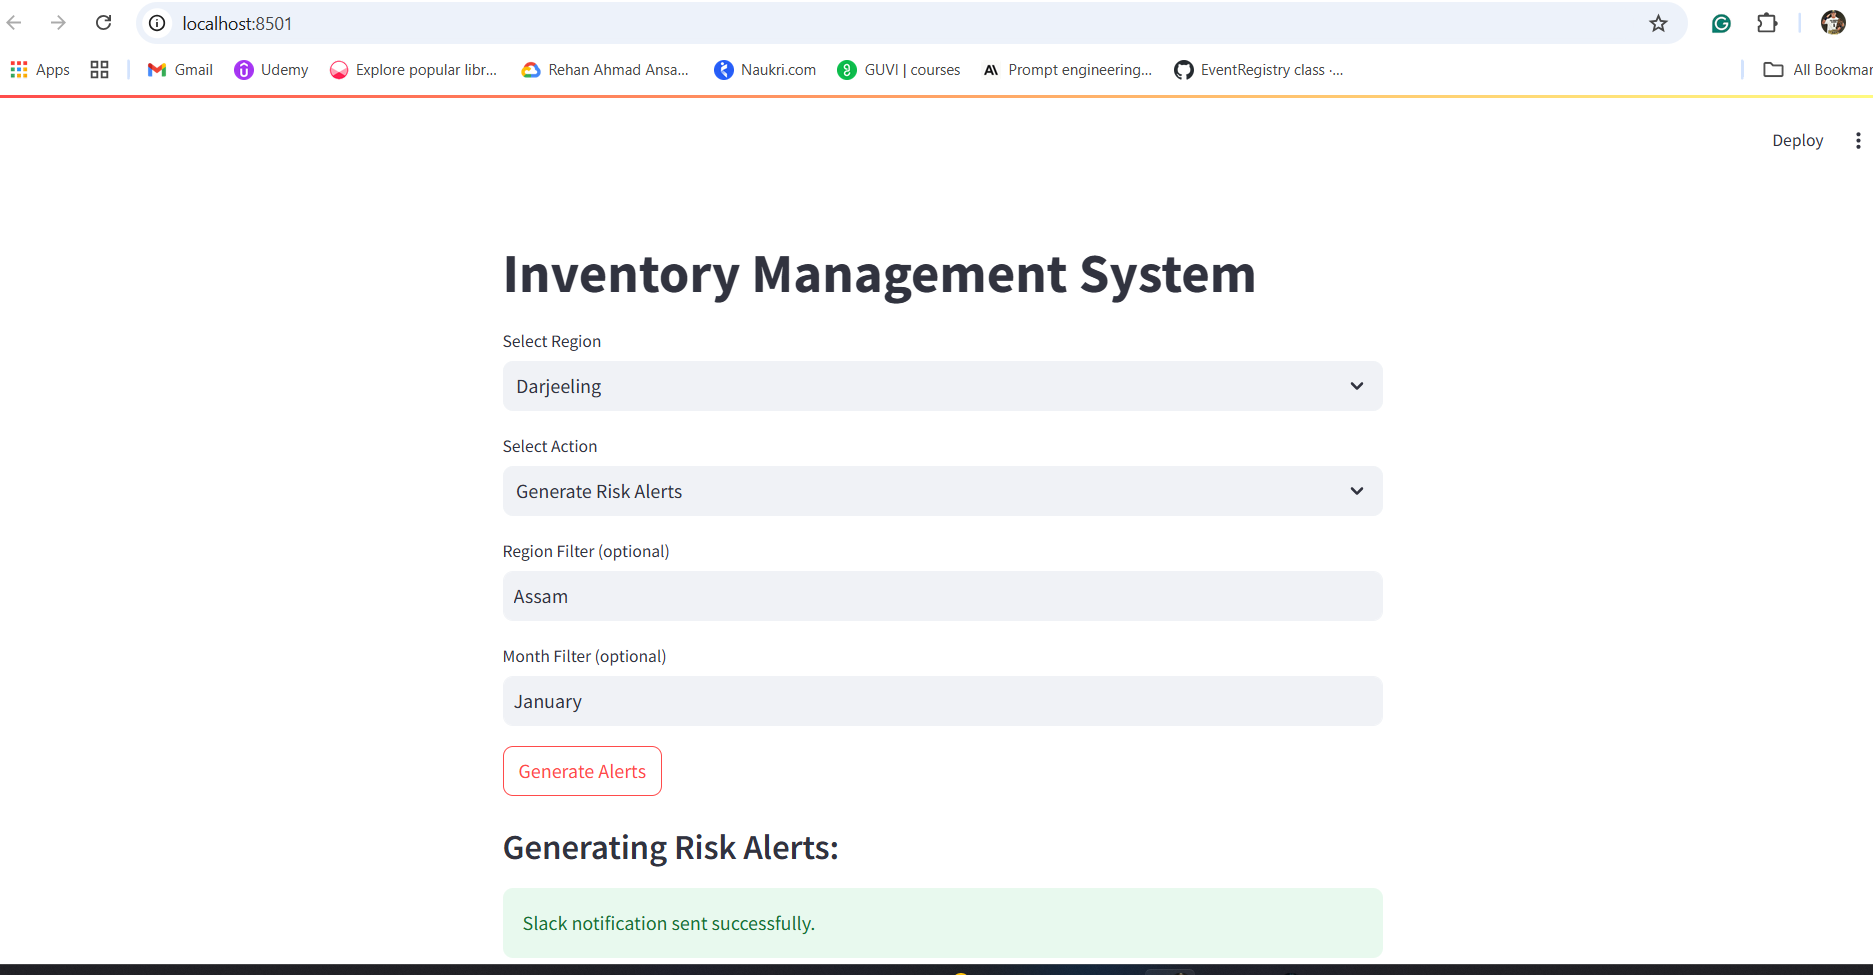 localhost:8501
Apps Gmail Udemy Explore popular libr... Rehan Ahmad Ansa... Naukri.com GUVI | courses Prompt engineering... EventRegistry class ·... All Bookmar
Deploy
Inventory Management System
Select Region
Darjeeling
Select Action
Generate Risk Alerts
Region Filter (optional)
Assam
Month Filter (optional)
January
Generate Alerts
Generating Risk Alerts:
Slack notification sent successfully.